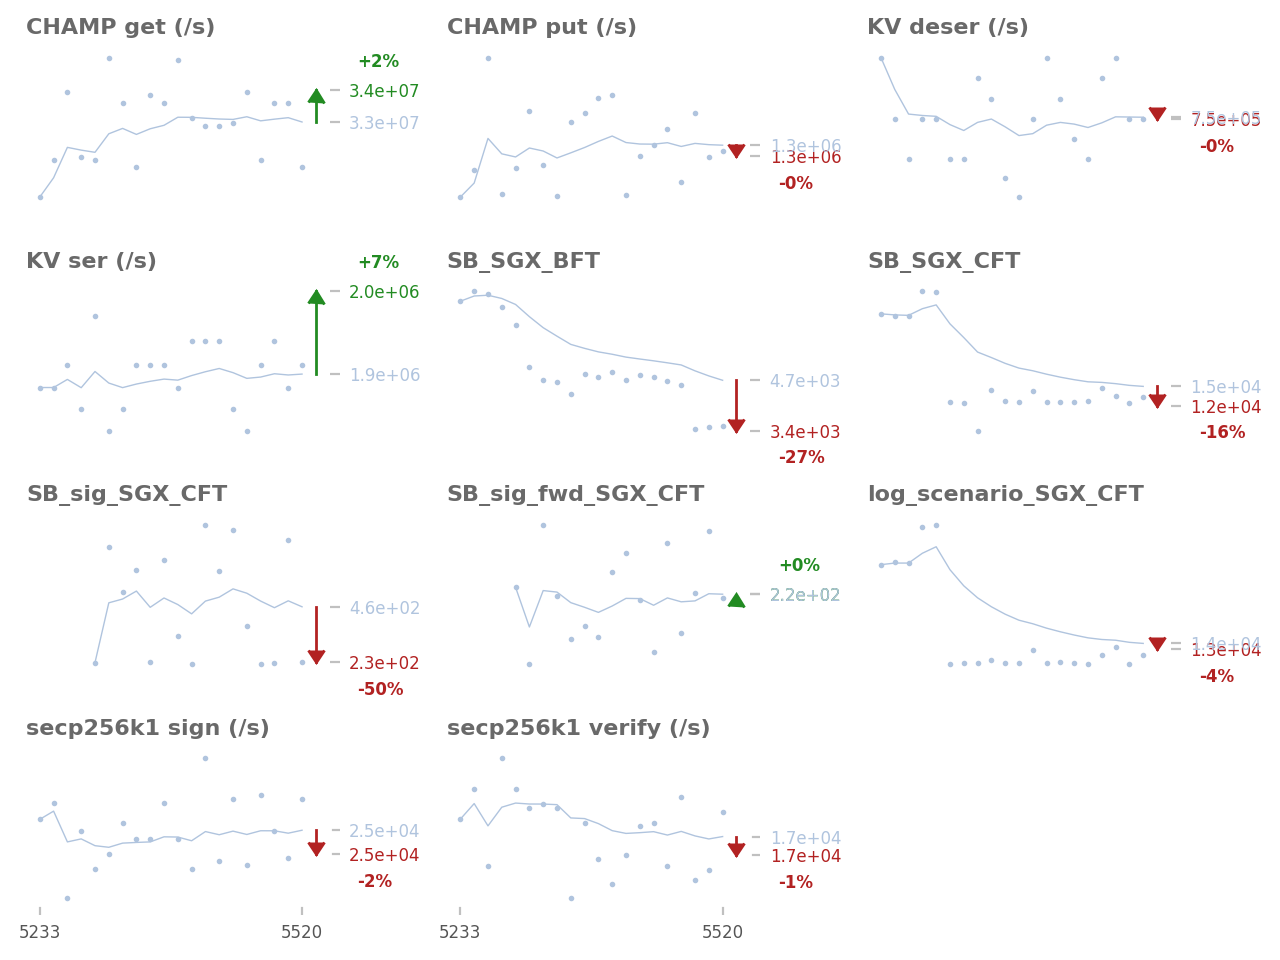 CHAMP get (/s)
+2%
3.4e+07
3.3e+07
CHAMP put (/s)
1.3e+06
1.3e+06
-0%
KV deser (/s)
7.5e+05
7.5e+05
-0%
KV ser (/s)
+7%
2.0e+06
1.9e+06
SB_SGX_BFT
4.7e+03
3.4e+03
-27%
SB_SGX_CFT
1.5e+04
1.2e+04
-16%
SB_sig_SGX_CFT
4.6e+02
2.3e+02
-50%
SB_sig_fwd_SGX_CFT
+0%
2.2e+02
log_scenario_SGX_CFT
1.4e+04
1.3e+04
-4%
secp256k1 sign (/s)
2.5e+04
2.5e+04
-2%
5233
5520
secp256k1 verify (/s)
1.7e+04
1.7e+04
-1%
5233
5520